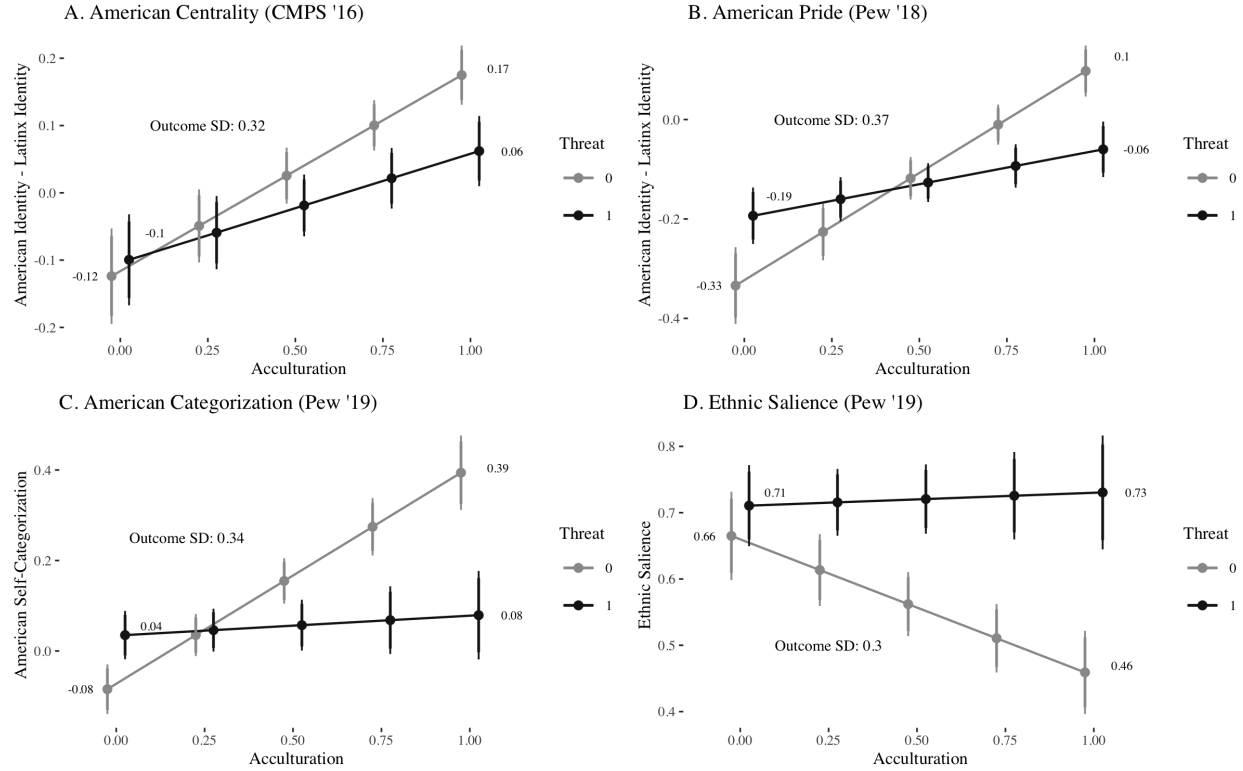 A. American Centrality (CMPS '16)
American Identity - Latinx Identity
0.2
0.1
0.0
-0.1
-0.2
Outcome SD: 0.32
-0.12
-0.1
0.17
0.06
0.00 0.25 0.50 0.75 1.00
Acculturation
Threat
0
1
B. American Pride (Pew '18)
American Identity - Latinx Identity
0.0
-0.2
-0.4
Outcome SD: 0.37
-0.33
-0.19
0.1
-0.06
0.00 0.25 0.50 0.75 1.00
Acculturation
Threat
0
1
C. American Categorization (Pew '19)
American Self-Categorization
0.4
0.2
0.0
Outcome SD: 0.34
-0.08
0.04
0.39
0.08
0.00 0.25 0.50 0.75 1.00
Acculturation
Threat
0
1
D. Ethnic Salience (Pew '19)
Ethnic Salience
0.8
0.7
0.6
0.5
0.4
0.71
0.66
0.73
Outcome SD: 0.3
0.46
0.00 0.25 0.50 0.75 1.00
Acculturation
Threat
0
1